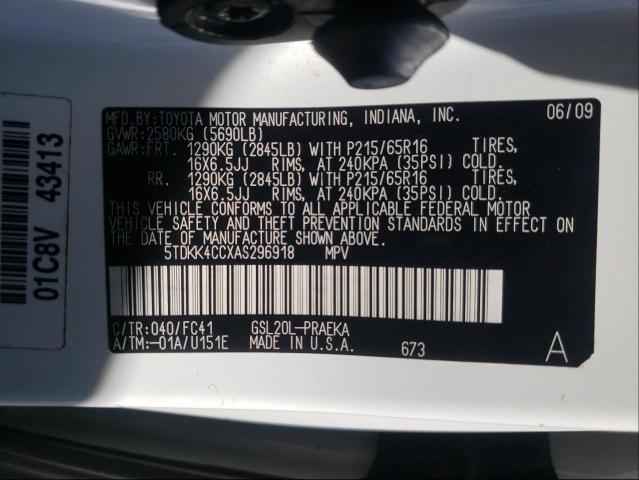 MFD.BY:TOYOTA MOTOR MANUFACTURING, INDIANA, INC. 06/09
GVWR:2580KG (5690LB)
GAWR:FRT. 1290KG (2845LB) WITH P215/65R16 TIRES,
16X6.5JJ RIMS, AT 240KPA (35PSI) COLD.
RR. 1290KG (2845LB) WITH P215/65R16 TIRES,
16X6.5JJ RIMS, AT 240KPA (35PSI) COLD.
THIS VEHICLE CONFORMS TO ALL APPLICABLE FEDERAL MOTOR
VEHICLE SAFETY AND THEFT PREVENTION STANDARDS IN EFFECT ON
THE DATE OF MANUFACTURE SHOWN ABOVE.
5TDKK4CCXAS296918 MPV
C/TR:040/FC41 GSL20L-PRAEKA
A/TM:-01A/U151E MADE IN U.S.A. 673 A
01C8V 43413